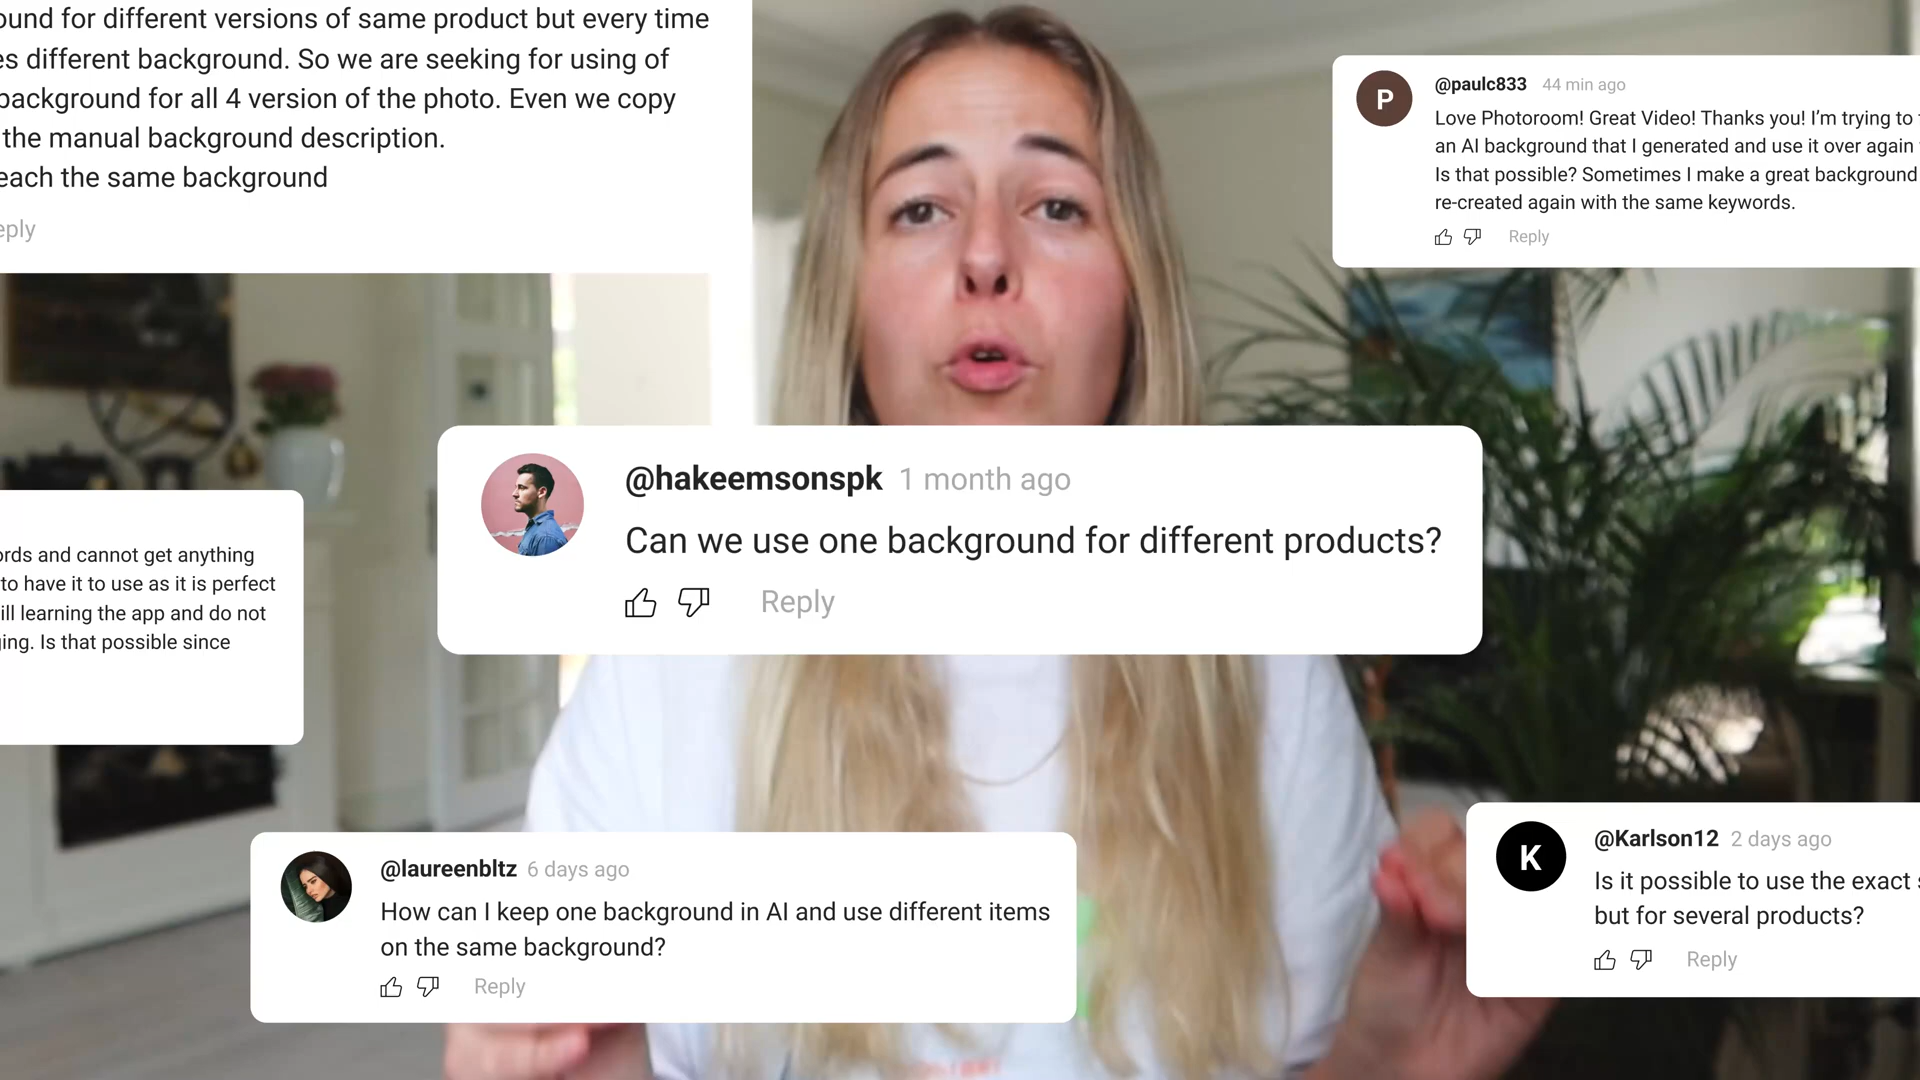 ound for different versions of same product but every time
es different background. So we are seeking for using of
background for all 4 version of the photo. Even we copy
the manual background description.
each the same background
eply
P
@paulc833 44 min ago
Love Photoroom! Great Video! Thanks you! I'm trying to
an AI background that I generated and use it over again
Is that possible? Sometimes I make a great background
re-created again with the same keywords.
Reply
@hakeemsonspk 1 month ago
Can we use one background for different products?
Reply
ords and cannot get anything
to have it to use as it is perfect
ill learning the app and do not
ging. Is that possible since
@laureenbltz 6 days ago
How can I keep one background in AI and use different items
on the same background?
Reply
K
@Karlson12 2 days ago
Is it possible to use the exact
but for several products?
Reply